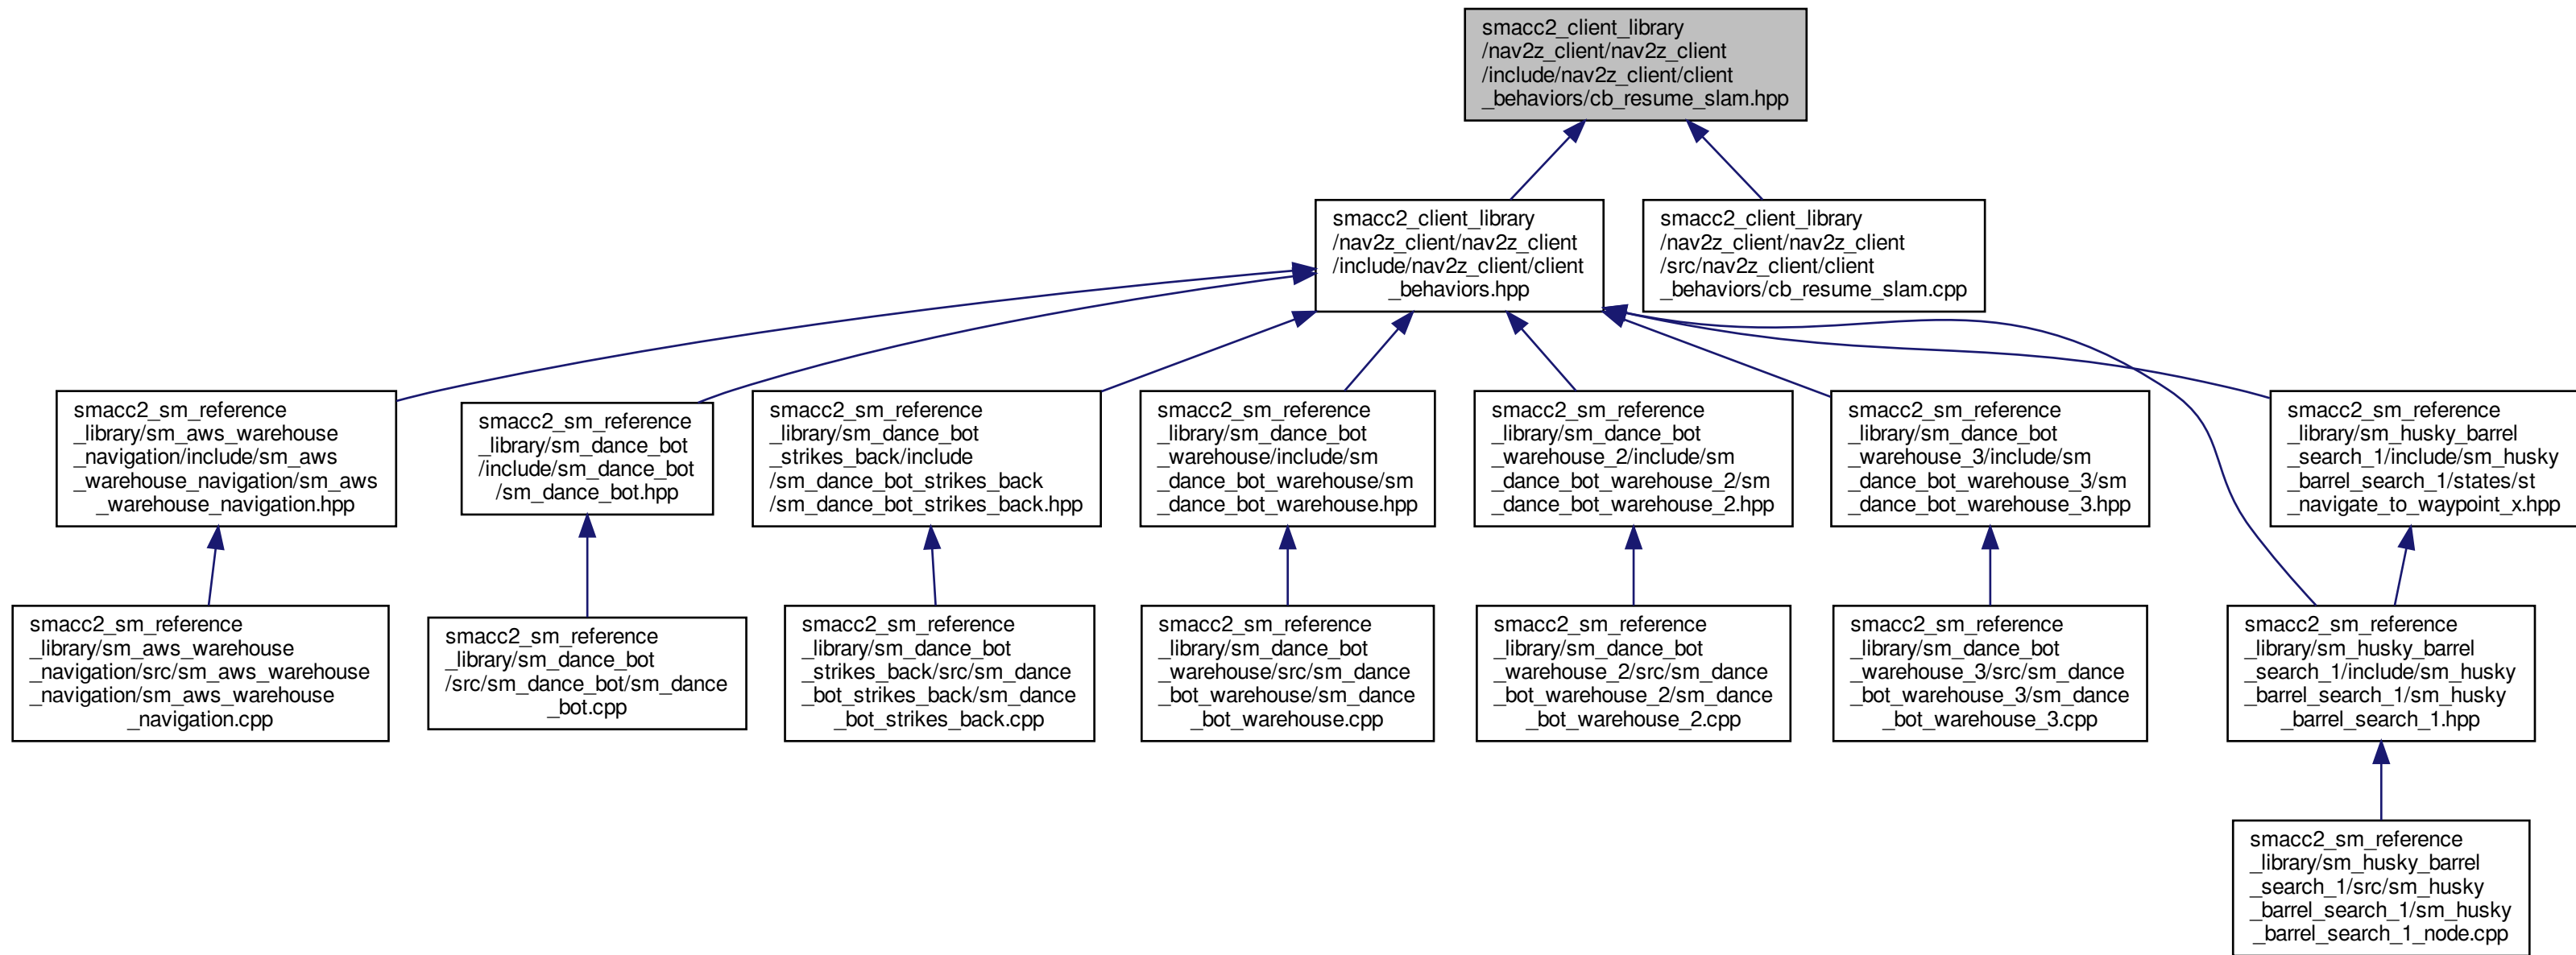 smacc2_client_library
/nav2z_client/nav2z_client
/include/nav2z_client/client
_behaviors/cb_resume_slam.hpp
smacc2_client_library
/nav2z_client/nav2z_client
/include/nav2z_client/client
_behaviors.hpp
smacc2_client_library
/nav2z_client/nav2z_client
/src/nav2z_client/client
_behaviors/cb_resume_slam.cpp
smacc2_sm_reference
_library/sm_aws_warehouse
_navigation/include/sm_aws
_warehouse_navigation/sm_aws
_warehouse_navigation.hpp
smacc2_sm_reference
_library/sm_dance_bot
/include/sm_dance_bot
/sm_dance_bot.hpp
smacc2_sm_reference
_library/sm_dance_bot
_strikes_back/include
/sm_dance_bot_strikes_back
/sm_dance_bot_strikes_back.hpp
smacc2_sm_reference
_library/sm_dance_bot
_warehouse/include/sm
_dance_bot_warehouse/sm
_dance_bot_warehouse.hpp
smacc2_sm_reference
_library/sm_dance_bot
_warehouse_2/include/sm
_dance_bot_warehouse_2/sm
_dance_bot_warehouse_2.hpp
smacc2_sm_reference
_library/sm_dance_bot
_warehouse_3/include/sm
_dance_bot_warehouse_3/sm
_dance_bot_warehouse_3.hpp
smacc2_sm_reference
_library/sm_husky_barrel
_search_1/include/sm_husky
_barrel_search_1/states/st
_navigate_to_waypoint_x.hpp
smacc2_sm_reference
_library/sm_aws_warehouse
_navigation/src/sm_aws_warehouse
_navigation/sm_aws_warehouse
_navigation.cpp
smacc2_sm_reference
_library/sm_dance_bot
/src/sm_dance_bot/sm_dance
_bot.cpp
smacc2_sm_reference
_library/sm_dance_bot
_strikes_back/src/sm_dance
_bot_strikes_back/sm_dance
_bot_strikes_back.cpp
smacc2_sm_reference
_library/sm_dance_bot
_warehouse/src/sm_dance
_bot_warehouse/sm_dance
_bot_warehouse.cpp
smacc2_sm_reference
_library/sm_dance_bot
_warehouse_2/src/sm_dance
_bot_warehouse_2/sm_dance
_bot_warehouse_2.cpp
smacc2_sm_reference
_library/sm_dance_bot
_warehouse_3/src/sm_dance
_bot_warehouse_3/sm_dance
_bot_warehouse_3.cpp
smacc2_sm_reference
_library/sm_husky_barrel
_search_1/include/sm_husky
_barrel_search_1/sm_husky
_barrel_search_1.hpp
smacc2_sm_reference
_library/sm_husky_barrel
_search_1/src/sm_husky
_barrel_search_1/sm_husky
_barrel_search_1_node.cpp